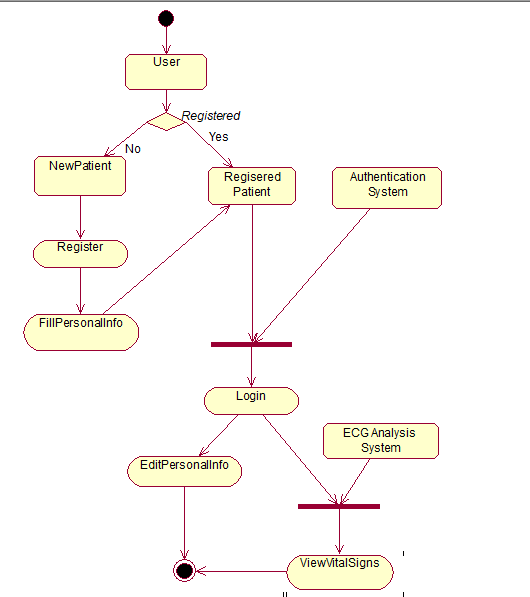 User
Registered
Yes
No
NewPatient
Regisered
Patient
Authentication
System
Register
FillPersonalInfo
Login
ECG Analysis
System
EditPersonalInfo
ViewVitalSigns